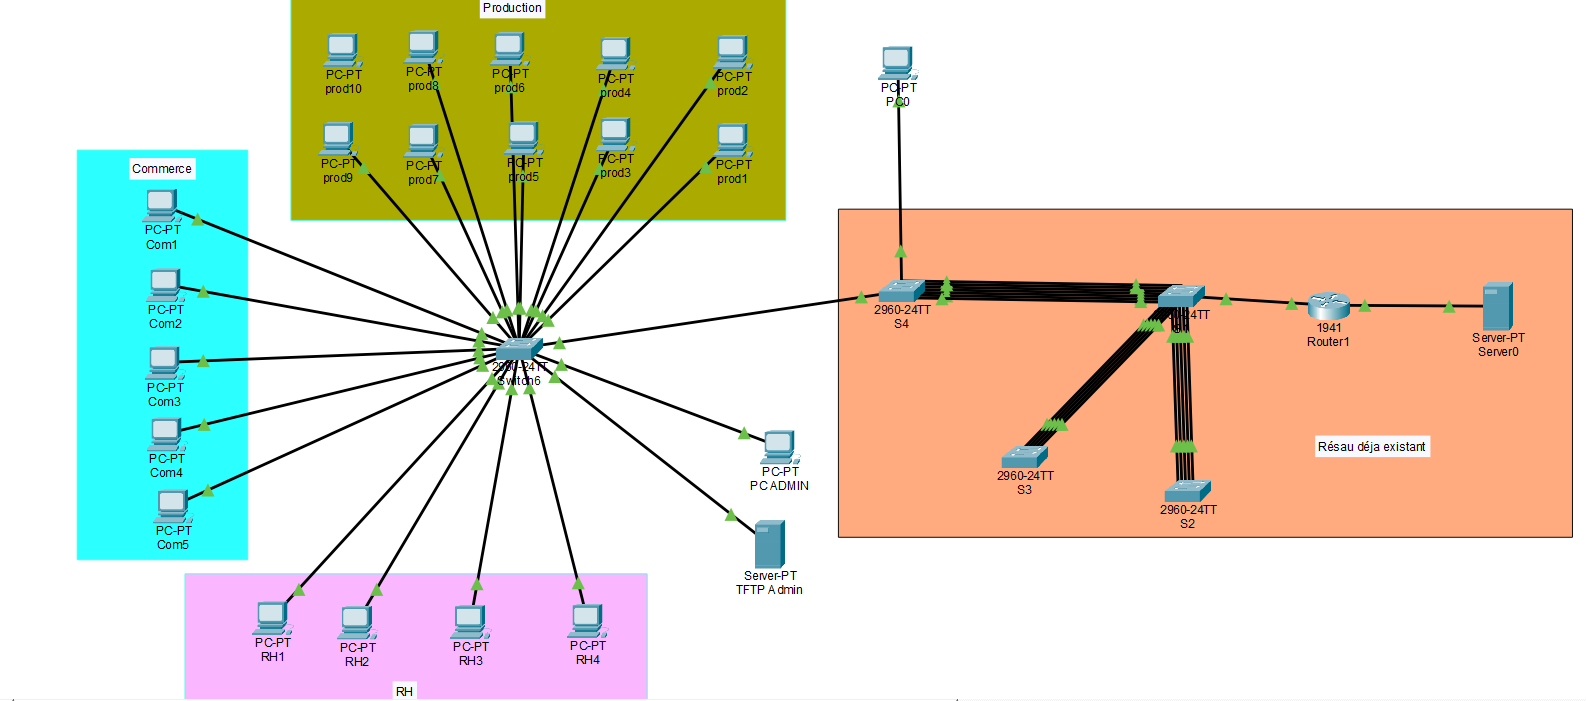 Production
PC-PT
prod10
PC-PT
prod8
PC-PT
prod6
PC-PT
prod4
PC-PT
prod2
PC-PT
prod9
PC-PT
prod7
PC-PT
prod5
PC-PT
prod3
PC-PT
prod1
PC-PT
PC0
Commerce
PC-PT
Com1
PC-PT
Com2
PC-PT
Com3
PC-PT
Com4
PC-PT
Com5
2960-24TT
Switch6
2960-24TT
S4
1941
Router1
Server-PT
Server0
2960-24TT
S3
2960-24TT
S2
Résau déja existant
PC-PT
PC ADMIN
Server-PT
TFTP Admin
PC-PT
RH1
PC-PT
RH2
PC-PT
RH3
PC-PT
RH4
RH